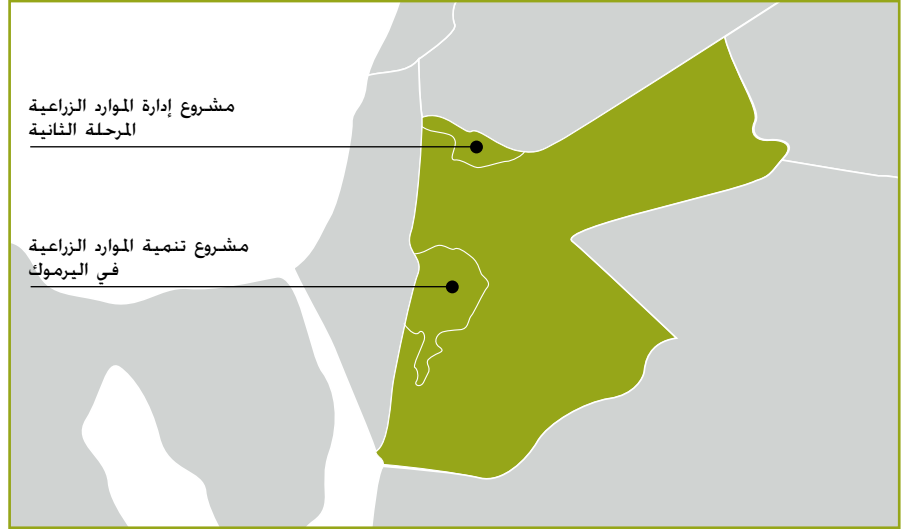 مشروع إدارة الموارد الزراعية
المرحلة الثانية
مشروع تنمية الموارد الزراعية
في اليرموك